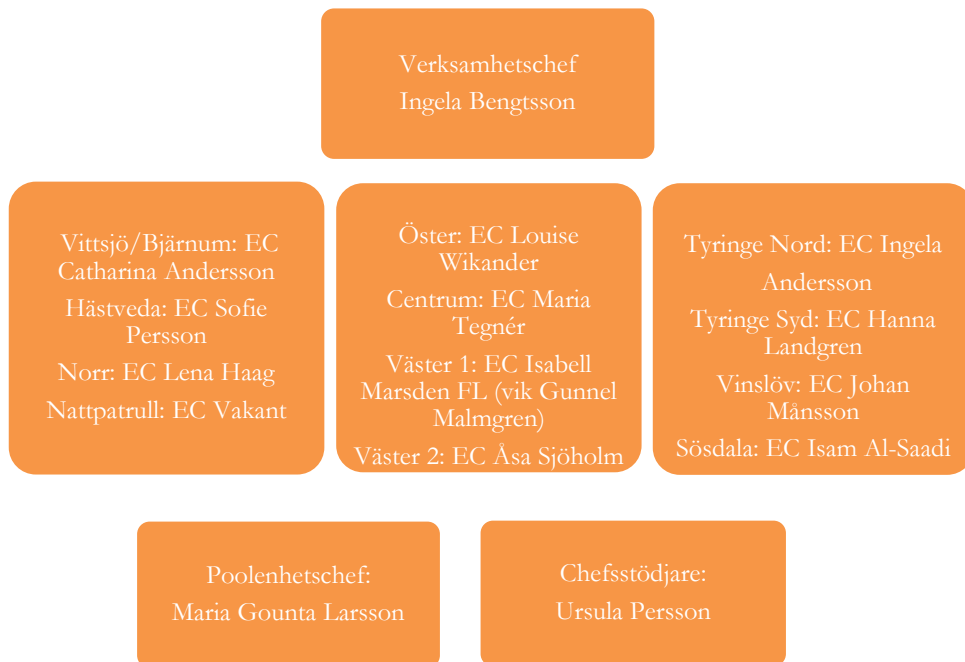 Verksamhetschef
Ingela Bengtsson
Vittsjö/Bjärnum: EC
Catharina Andersson
Hästveda: EC Sofie
Persson
Norr: EC Lena Haag
Nattpatrull: EC Vakant
Öster: EC Louise
Wikander
Centrum: EC Maria
Tegnér
Väster 1: EC Isabell
Marsden FL (vik Gunnel
Malmgren)
Väster 2: EC Åsa Sjöholm
Tyringe Nord: EC Ingela
Andersson
Tyringe Syd: EC Hanna
Landgren
Vinslöv: EC Johan
Månsson
Sösdala: EC Isam Al-Saadi
Poolenhetschef:
Maria Gounta Larsson
Chefsstödjare:
Ursula Persson